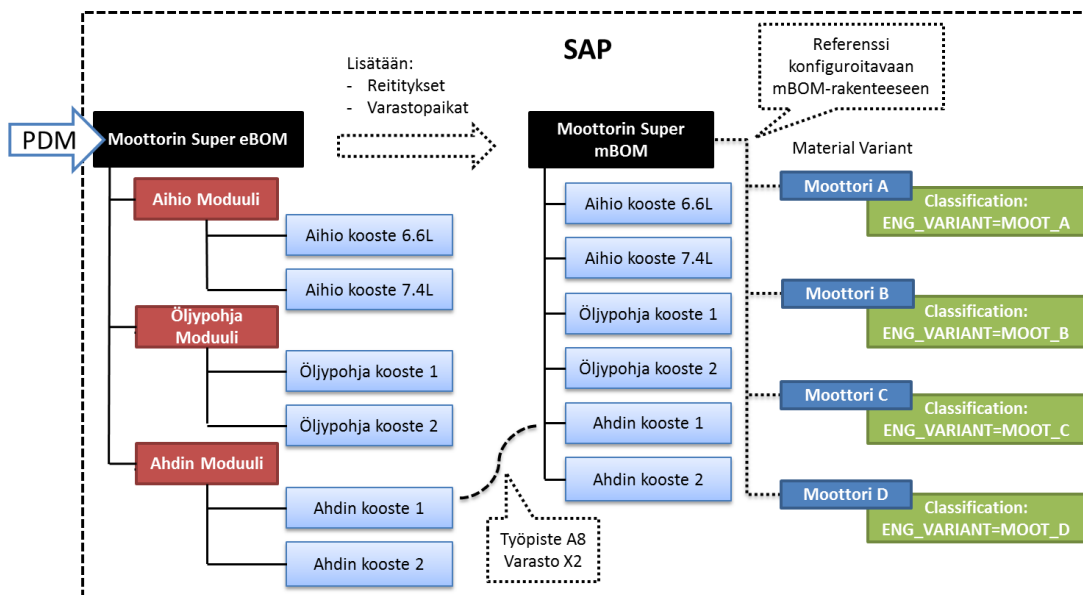 SAP
PDM
Moottorin Super eBOM
Aihio Moduuli
Aihio kooste 6.6L
Aihio kooste 7.4L
Öljypohja
Moduuli
Öljypohja kooste 1
Öljypohja kooste 2
Ahdin Moduuli
Ahdin kooste 1
Ahdin kooste 2
Lisätään:
- Reititykset
- Varastopaikat
Työpiste A8
Varasto X2
Moottorin Super
mBOM
Aihio kooste 6.6L
Aihio kooste 7.4L
Öljypohja kooste 1
Öljypohja kooste 2
Ahdin kooste 1
Ahdin kooste 2
Referenssi
konfiguroitavaan
mBOM-rakenteeseen
Material Variant
Moottori A
Classification:
ENG_VARIANT=MOOT_A
Moottori B
Classification:
ENG_VARIANT=MOOT_B
Moottori C
Classification:
ENG_VARIANT=MOOT_C
Moottori D
Classification:
ENG_VARIANT=MOOT_D